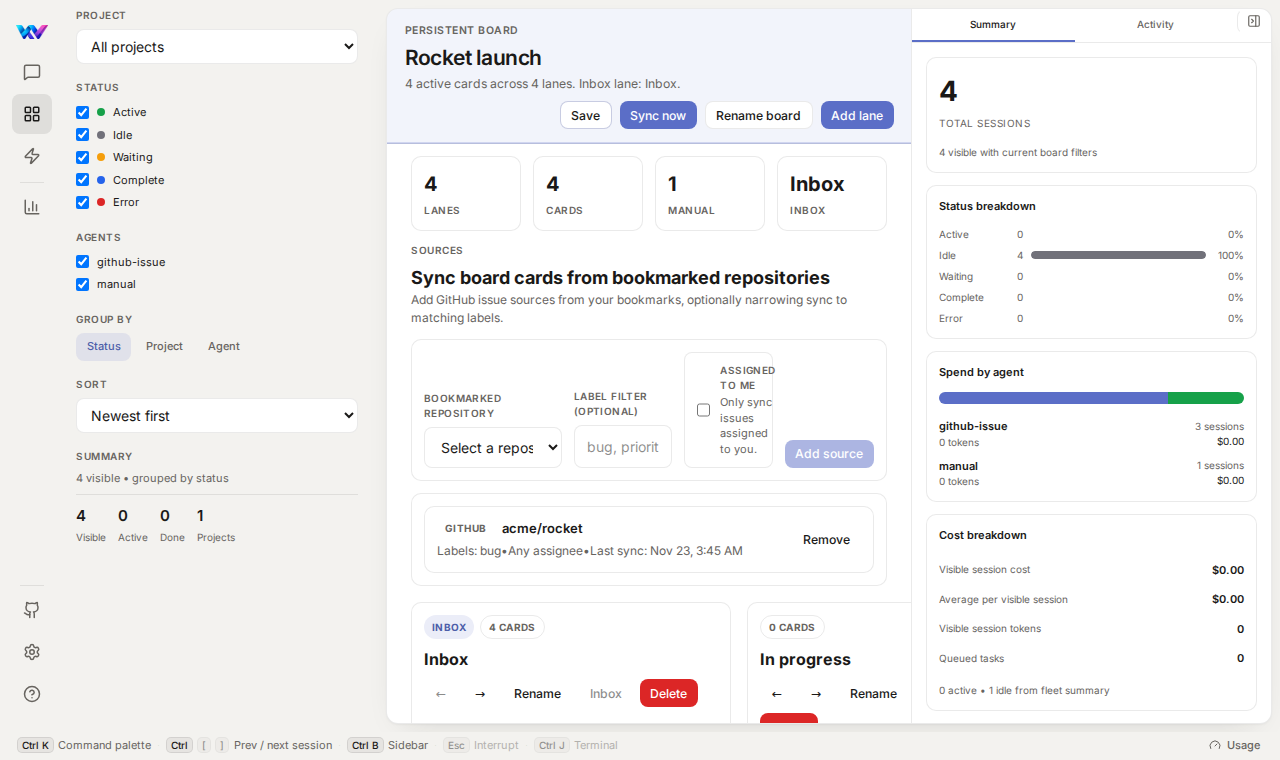 PROJECT
All projects
STATUS
Active
Idle
Waiting
Complete
Error
AGENTS
github-issue
manual
GROUP BY
Status Project Agent
SORT
Newest first
SUMMARY
4 visible • grouped by status
4 0 0 1
Visible Active Done Projects
PERSISTENT BOARD
Rocket launch
4 active cards across 4 lanes. Inbox lane: Inbox.
Save Sync now Rename board Add lane
4 4 1 Inbox
LANES CARDS MANUAL INBOX
SOURCES
Sync board cards from bookmarked repositories
Add GitHub issue sources from your bookmarks, optionally narrowing sync to
matching labels.
BOOKMARKED
REPOSITORY
Select a repos
LABEL FILTER
(OPTIONAL)
bug, priorit
ASSIGNED
TO ME
Only sync
issues
assigned
to you.
Add source
GITHUB acme/rocket
Labels: bug•Any assignee•Last sync: Nov 23, 3:45 AM
Remove
INBOX 4 CARDS
Inbox
← → Rename Inbox Delete
0 CARDS
In progress
← → Rename
Summary Activity
4
TOTAL SESSIONS
4 visible with current board filters
Status breakdown
Active 0 0%
Idle 4 100%
Waiting 0 0%
Complete 0 0%
Error 0 0%
Spend by agent
github-issue 3 sessions
0 tokens $0.00
manual 1 sessions
0 tokens $0.00
Cost breakdown
Visible session cost $0.00
Average per visible session $0.00
Visible session tokens 0
Queued tasks 0
0 active • 1 idle from fleet summary
Ctrl K Command palette Ctrl [ ] Prev / next session Ctrl B Sidebar Esc Interrupt Ctrl J Terminal Usage